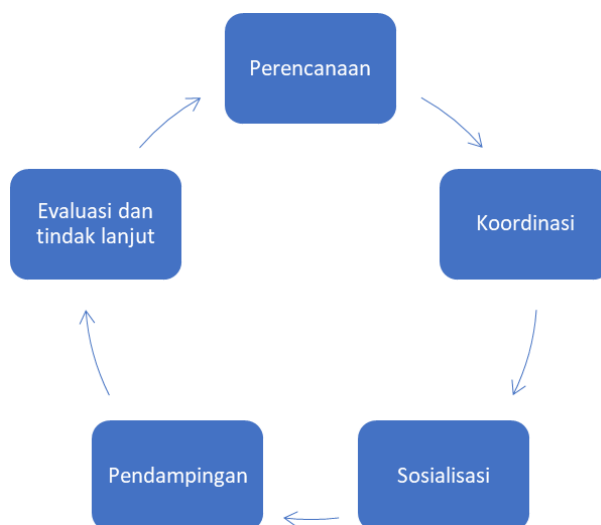 Perencanaan
Koordinasi
Sosialisasi
Pendampingan
Evaluasi dan
tindak lanjut